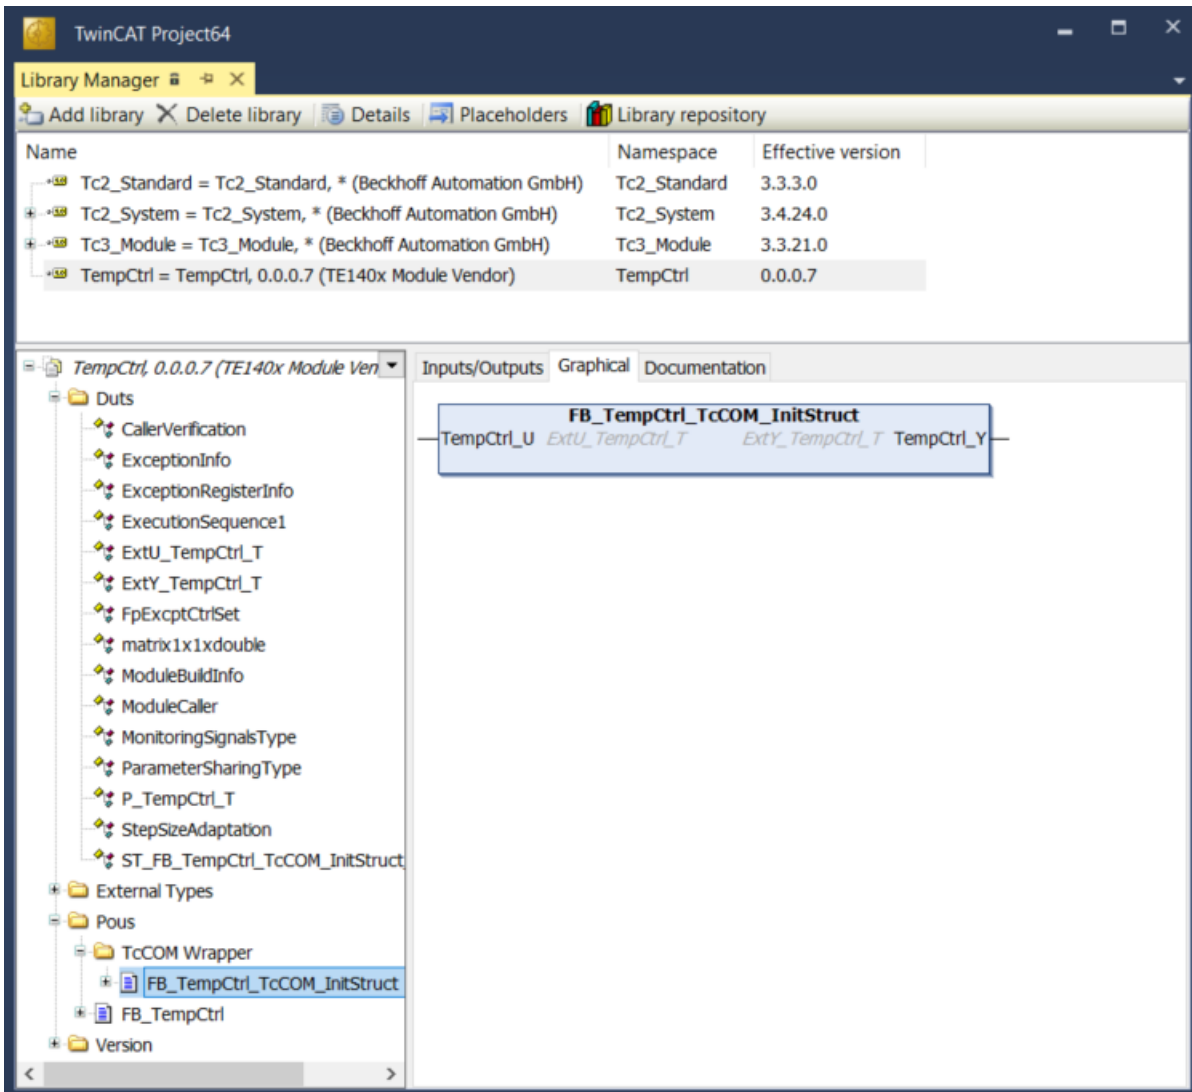 TwinCAT Project64
Library Manager
Add library Delete library Details Placeholders Library repository
Name Namespace Effective version
Tc2_Standard = Tc2_Standard, * (Beckhoff Automation GmbH) Tc2_Standard 3.3.3.0
Tc2_System = Tc2_System, * (Beckhoff Automation GmbH) Tc2_System 3.4.24.0
Tc3_Module = Tc3_Module, * (Beckhoff Automation GmbH) Tc3_Module 3.3.21.0
TempCtrl = TempCtrl, 0.0.0.7 (TE140x Module Vendor) TempCtrl 0.0.0.7
TempCtrl, 0.0.0.7 (TE140x Module Ven
Duts
CallerVerification
ExceptionInfo
ExceptionRegisterInfo
ExecutionSequence1
ExtU_TempCtrl_T
ExtY_TempCtrl_T
FpExcptCtrlSet
matrix1x1xdouble
ModuleBuildInfo
ModuleCaller
MonitoringSignalsType
ParameterSharingType
P_TempCtrl_T
StepSizeAdaptation
ST_FB_TempCtrl_TcCOM_InitStruct_
External Types
Pous
TcCOM Wrapper
FB_TempCtrl_TcCOM_InitStruct
FB_TempCtrl
Version
Inputs/Outputs Graphical Documentation
FB_TempCtrl_TcCOM_InitStruct
TempCtrl_U ExtU_TempCtrl_T ExtY_TempCtrl_T TempCtrl_Y